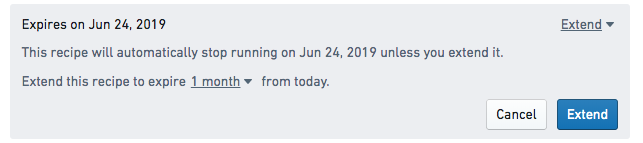 Expires on Jun 24, 2019 Extend
This recipe will automatically stop running on Jun 24, 2019 unless you extend it.
Extend this recipe to expire 1 month from today.
Cancel Extend